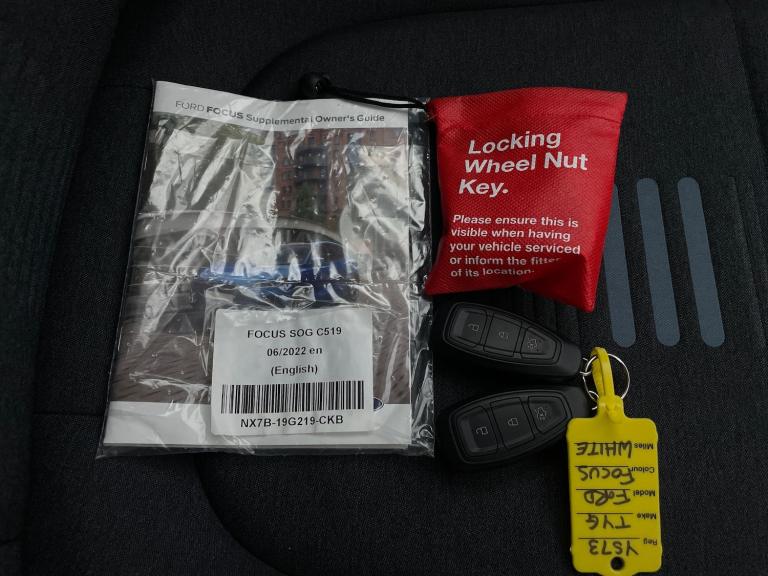 FORD FOCUS Supplemental Owner's Guide
FOCUS SOG C519
06/2022 en
(English)
NX7B-19G219-CKB
Locking
Wheel Nut
Key.
Please ensure this is
visible when having
your vehicle serviced
or inform the fitte
of its location.
Reg YS73
TYG
Make FORD
Model FOCUS
Colour WHITE
Miles